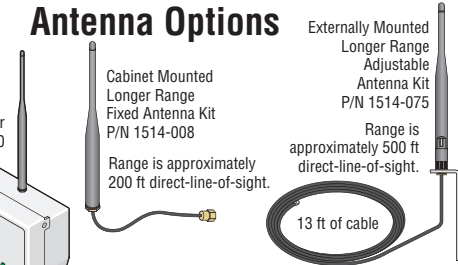 Antenna Options
Cabinet Mounted
Longer Range
Fixed Antenna Kit
P/N 1514-008
Range is approximately
200 ft direct-line-of-sight.
Externally Mounted
Longer Range
Adjustable
Antenna Kit
P/N 1514-075
Range is
approximately 500 ft
direct-line-of-sight.
13 ft of cable